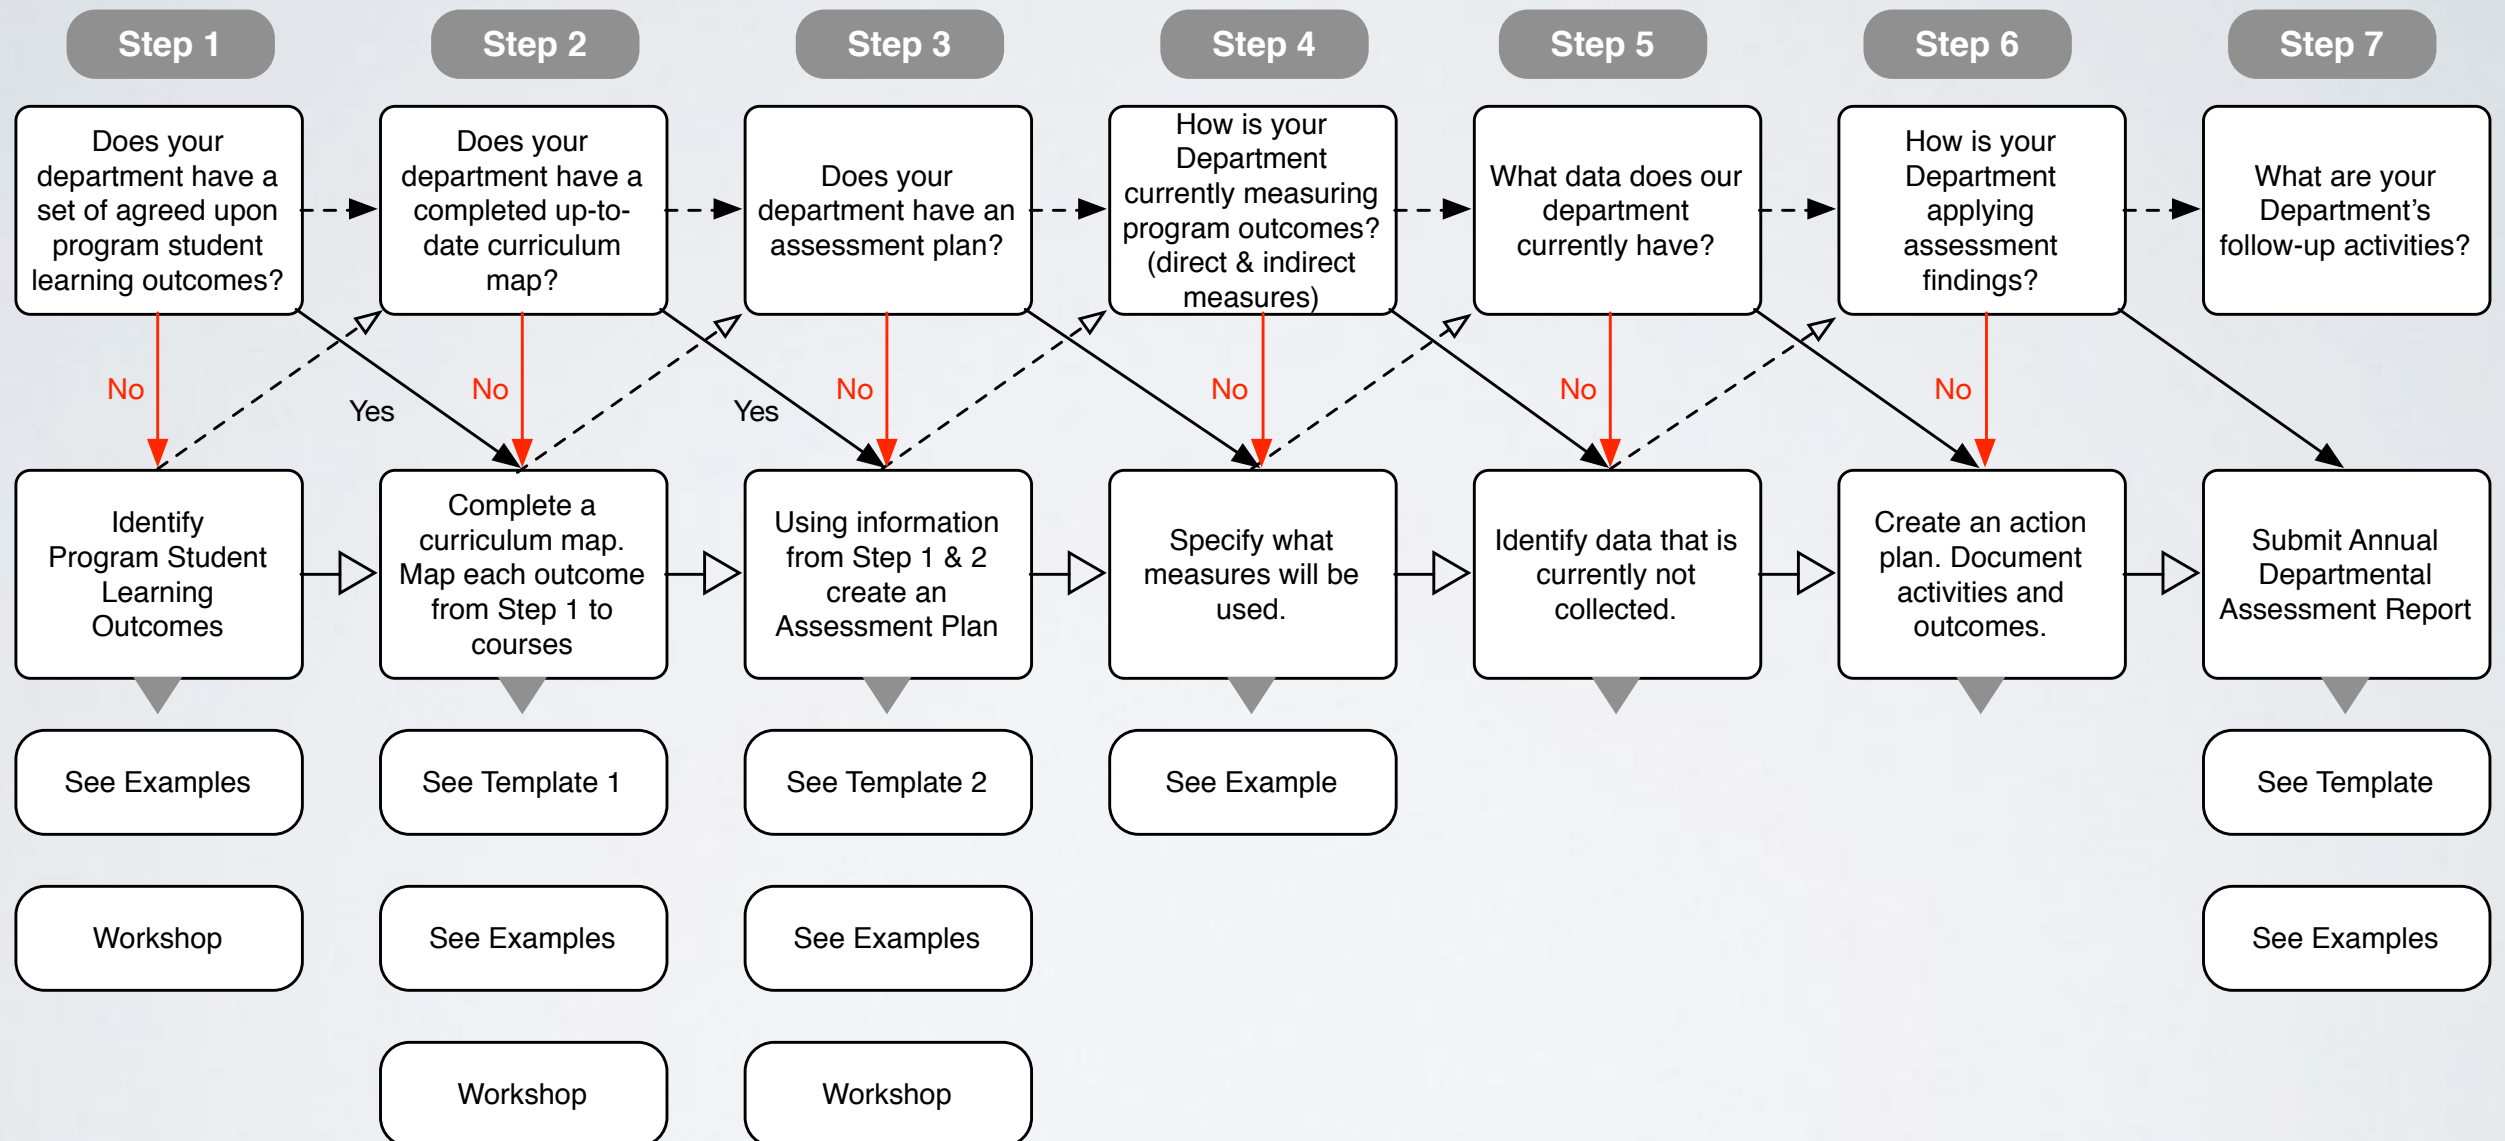 Step 1
Step 2
Step 3
Step 4
Step 5
Step 6
Step 7
Does your
department have a
set of agreed upon
program student
learning outcomes?
Does your
department have a
completed up-to-
date curriculum
map?
Does your
department have an
assessment plan?
How is your
Department
currently measuring
program outcomes?
(direct & indirect
measures)
What data does our
department
currently have?
How is your
Department
applying
assessment
findings?
What are your
Department’s
follow-up activities?
No
Yes
No
Yes
No
No
No
No
Identify
Program Student
Learning
Outcomes
Complete a
curriculum map.
Map each outcome
from Step 1 to
courses
Using information
from Step 1 & 2
create an
Assessment Plan
Specify what
measures will be
used.
Identify data that is
currently not
collected.
Create an action
plan. Document
activities and
outcomes.
Submit Annual
Departmental
Assessment Report
See Examples
See Template 1
See Template 2
See Example
See Template
Workshop
See Examples
See Examples
See Examples
Workshop
Workshop